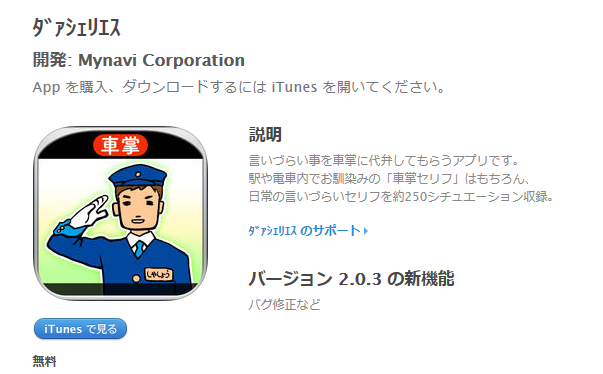 ﾀﾞｧｼｪﾘｴｽ
開発: Mynavi Corporation
App を購入、ダウンロードするには iTunes を開いてください。
車掌
しゃしょう
説明
言いづらい事を車掌に代弁してもらうアプリです。
駅や電車内でお馴染みの「車掌セリフ」はもちろん、
日常の言いづらいセリフを約250シチュエーション収録。
ﾀﾞｧｼｪﾘｴｽ のサポート
バージョン 2.0.3 の新機能
バグ修正など
iTunes で見る
無料